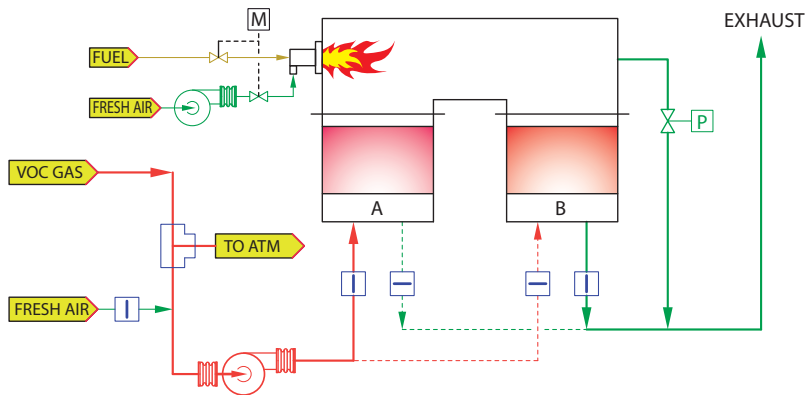 M
EXHAUST
FUEL
FRESH AIR
P
VOC GAS
A
B
TO ATM
FRESH AIR